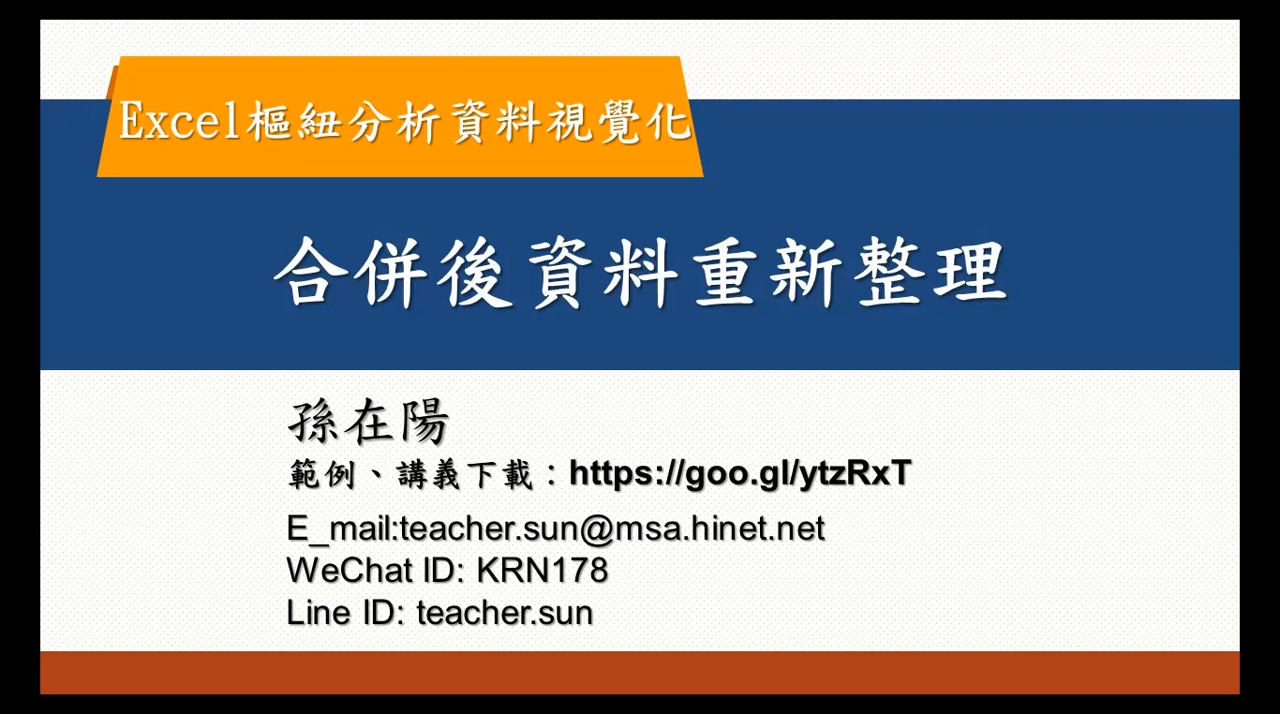 Excel樞紐分析資料視覺化
合併後資料重新整理
孫在陽
範例、講義下載：https://goo.gl/ytzRxT
E_mail:teacher.sun@msa.hinet.net
WeChat ID: KRN178
Line ID: teacher.sun